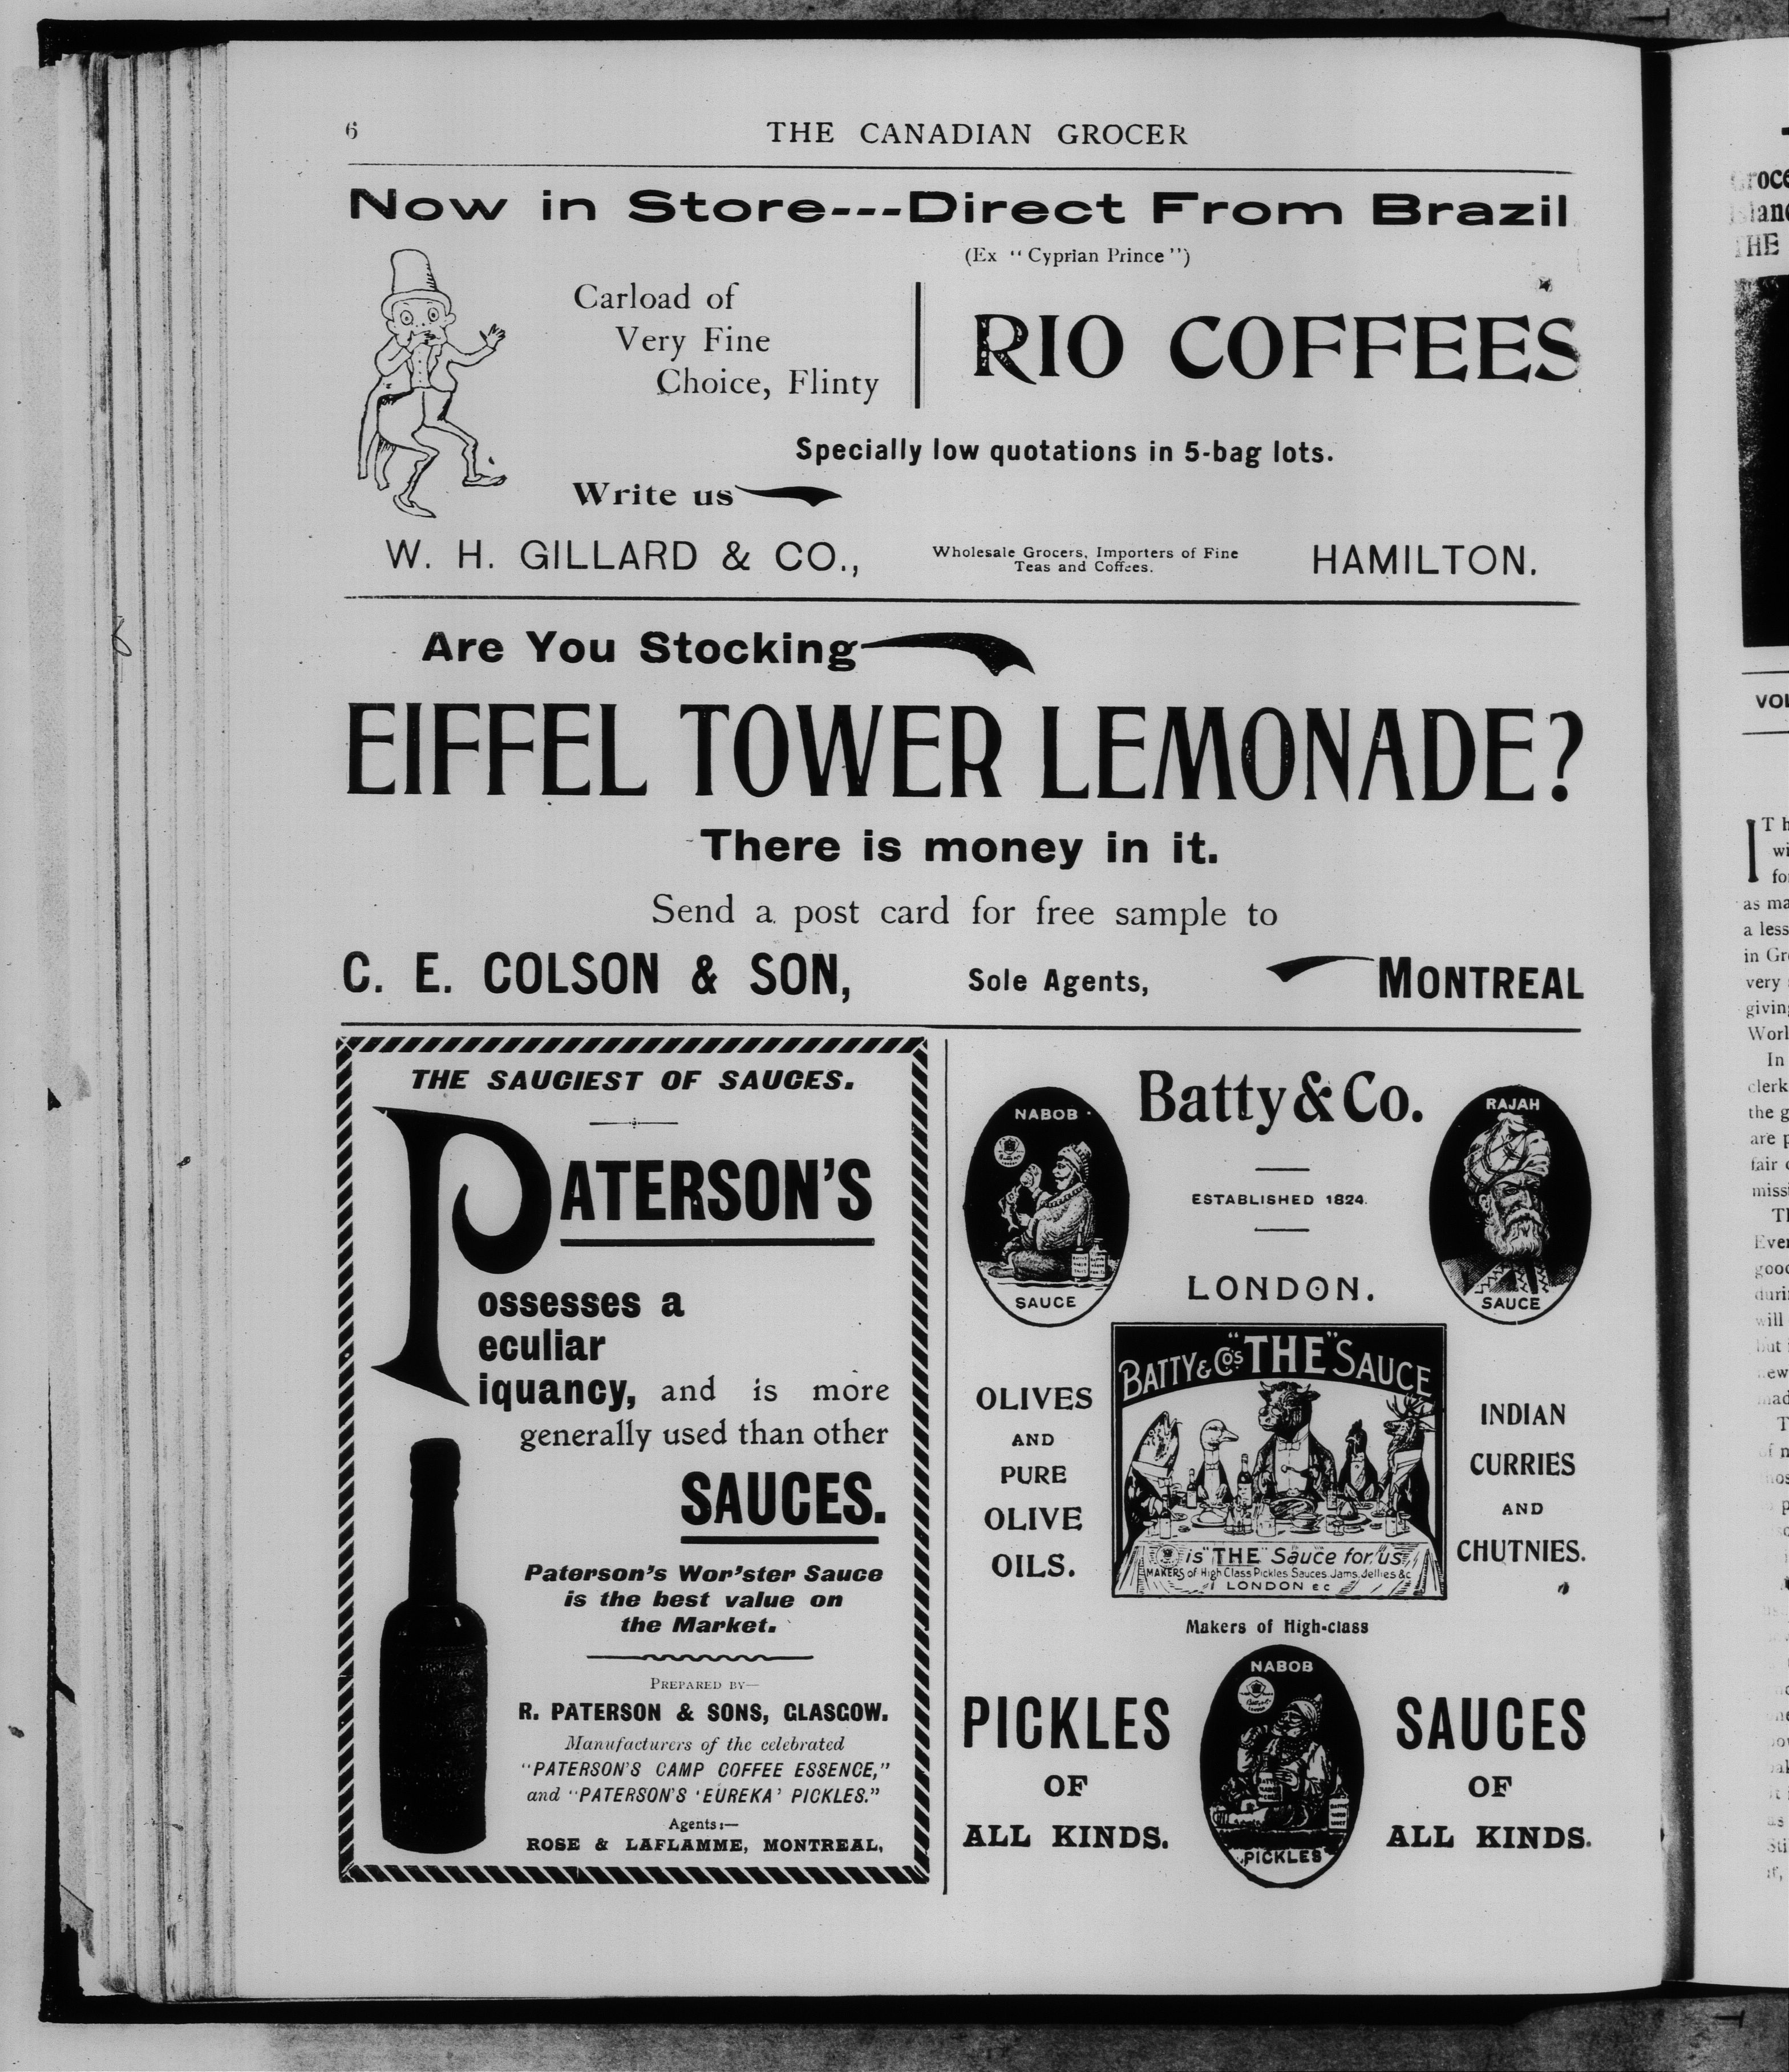 6
THE CANADIAN GROCER
Now in Store---Direct From Brazil
(Ex "Cyprian Prince")
Carload of
Very Fine
Choice, Flinty
RIO COFFEES
Specially low quotations in 5-bag lots.
Write us
W. H. GILLARD & CO.,
Wholesale Grocers, Importers of Fine
Teas and Coffees.
HAMILTON.
Are You Stocking
EIFFEL TOWER LEMONADE?
There is money in it.
Send a post card for free sample to
C. E. COLSON & SON,
Sole Agents,
MONTREAL
THE SAUCIEST OF SAUCES.
PATERSON'S
ossesses a
eculiar
iquancy, and is more
generally used than other
SAUCES.
Paterson's Wor'ster Sauce
is the best value on
the Market.
PREPARED BY—
R. PATERSON & SONS, GLASGOW.
Manufacturers of the celebrated
"PATERSON'S CAMP COFFEE ESSENCE,"
and "PATERSON'S 'EUREKA' PICKLES."
Agents:—
ROSE & LAFLAMME, MONTREAL,
NABOB
SAUCE
Batty & Co.
ESTABLISHED 1824.
LONDON.
RAJAH
SAUCE
OLIVES
AND
PURE
OLIVE
OILS.
BATTY & Co's "THE" SAUCE
is "THE" Sauce for us
MAKERS of High Class Pickles Sauces Jams, Jellies &c
LONDON E C
INDIAN
CURRIES
AND
CHUTNIES.
Makers of High-class
PICKLES
OF
ALL KINDS.
NABOB
PICKLES
SAUCES
OF
ALL KINDS.
THE
VOL